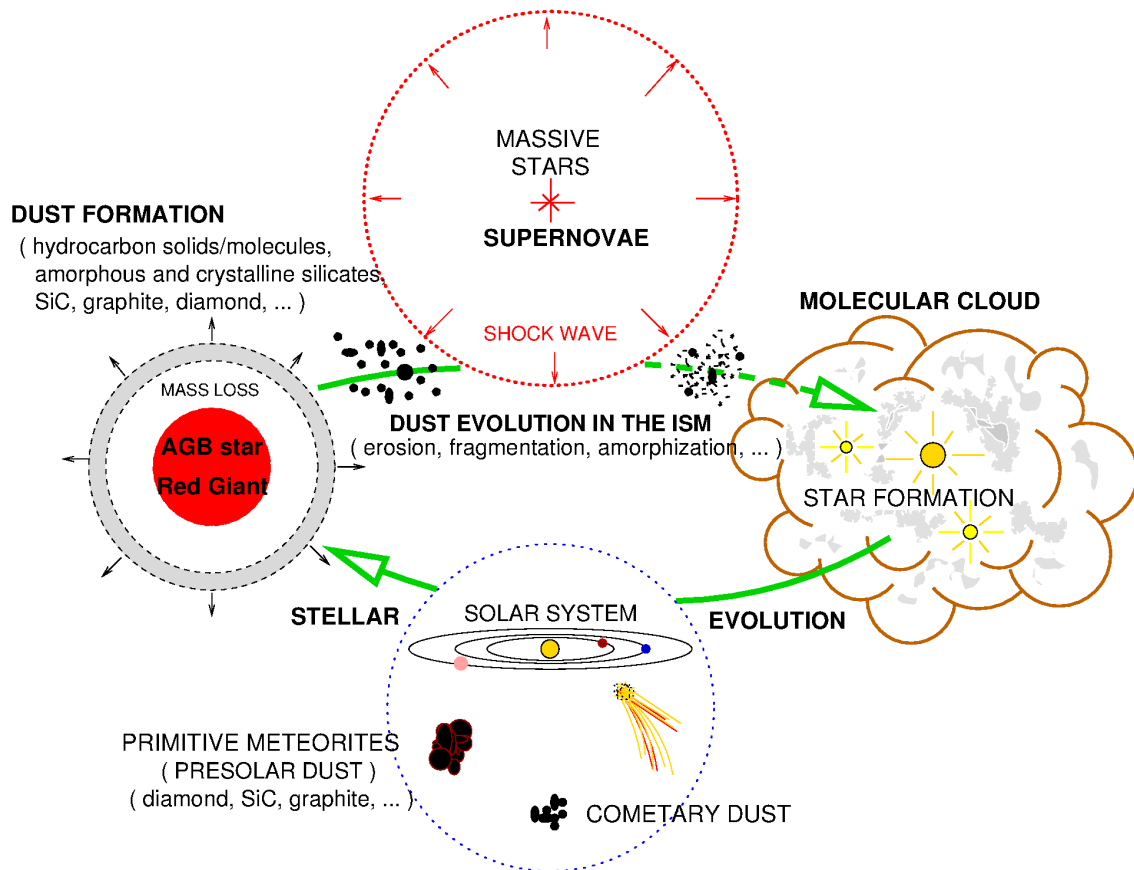 MASSIVE
STARS
SUPERNOVAE
SHOCK WAVE
DUST FORMATION
( hydrocarbon solids/molecules,
amorphous and crystalline silicates,
SiC, graphite, diamond, ... )
MASS LOSS
AGB star
Red Giant
DUST EVOLUTION IN THE ISM
( erosion, fragmentation, amorphization, ... )
MOLECULAR CLOUD
STAR FORMATION
STELLAR
EVOLUTION
SOLAR SYSTEM
PRIMITIVE METEORITES
( PRESOLAR DUST )
( diamond, SiC, graphite, ... )
COMETARY DUST